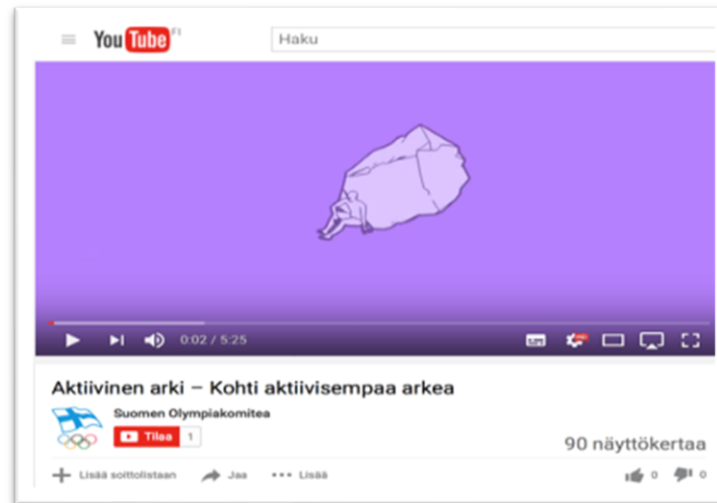 YouTube FI
Haku
0:02 / 5:25
Aktiivinen arki – Kohti aktiivisempaa arkea
Suomen Olympiakomitea
Tilaa 1
90 näyttökertaa
Lisää soittolistaan Jaa Lisää 0 0